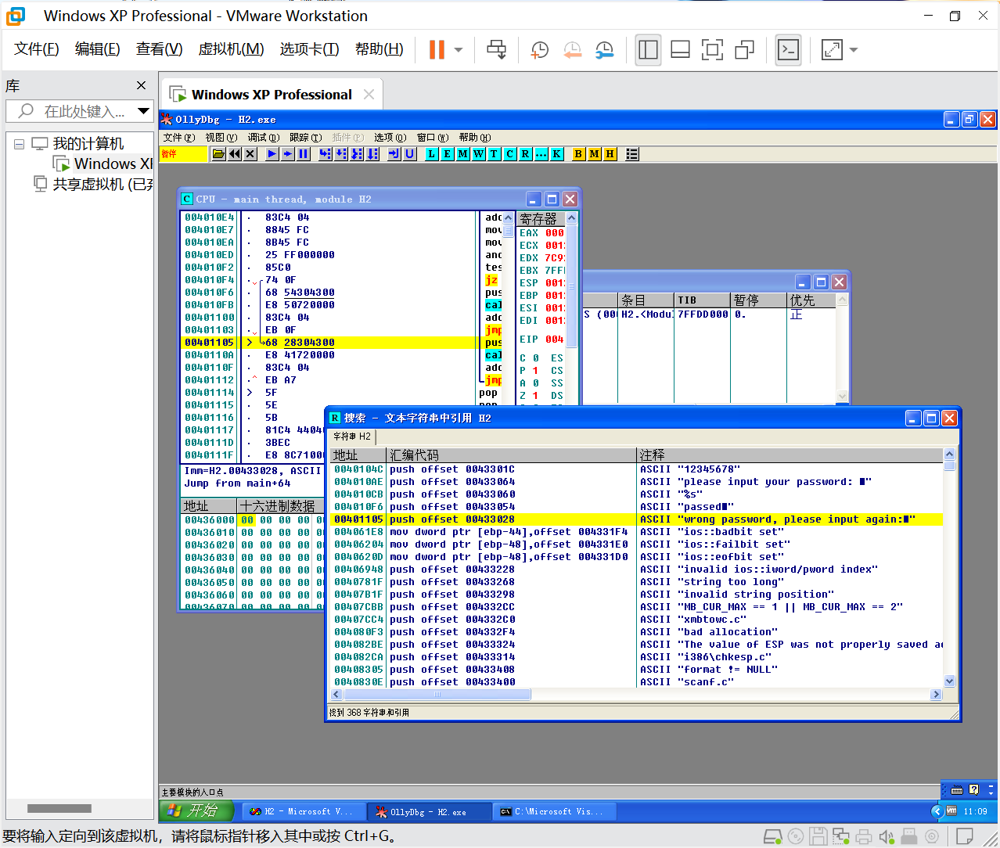 Windows XP Professional - VMware Workstation
文件(F) 编辑(E) 查看(V) 虚拟机(M) 选项卡(T) 帮助(H)
库
在此处键入...
我的计算机
Windows XI
共享虚拟机 (已
Windows XP Professional
OllyDbg - H2.exe
文件(F) 视图(V) 调试(D) 跟踪(T) 插件(P) 选项(O) 窗口(W) 帮助(H)
暂停
L E M W T C R ... K B M H
C CPU - main thread, module H2
004010E4 . 83C4 04 add
004010E7 . 8845 FC mov
004010EA . 8B45 FC mov
004010ED . 25 FF000000 and
004010F2 . 85C0 tes
004010F4 . 74 0F jz
004010F6 . 68 54304300 pus
004010FB . E8 50720000 cal
00401100 . 83C4 04 add
00401103 . EB 0F jmp
00401105 > 68 28304300 pus
0040110A . E8 41720000 cal
0040110F . 83C4 04 add
00401112 .^ EB A7 jmp
00401114 > 5F pop
00401115 . 5E
00401116 . 5B
00401117 . 81C4 4404
0040111D . 3BEC
0040111F . E8 8C7100
寄存器
EAX 000
ECX 001
EDX 7C9
EBX 7FF
ESP 001
EBP 001
ESI 001
EDI 001
EIP 004
C 0 ES
P 1 CS
A 0 SS
Z 1 DS
Imm=H2.00433028, ASCII
Jump from main+64
地址 十六进制数据
00436000 00 00 00 00 00
00436010 00 00 00 00 00
00436020 00 00 00 00 00
00436030 00 00 00 00 00
00436040 00 00 00 00 00
00436050 00 00 00 00 00
00436060 00 00 00 00 00
00436070 00 00 00 00 00
条目 TIB 暂停 优先
S (00 H2.<Modu 7FFDD000 0. 正
R 搜索 - 文本字符串中引用 H2
字符串 H2
地址 汇编代码 注释
0040104C push offset 0043301C ASCII "12345678"
004010AE push offset 00433064 ASCII "please input your password: ■"
004010CB push offset 00433060 ASCII "%s"
004010F6 push offset 00433054 ASCII "passed■"
00401105 push offset 00433028 ASCII "wrong password, please input again:■"
004061E8 mov dword ptr [ebp-44],offset 004331F4 ASCII "ios::badbit set"
00406204 mov dword ptr [ebp-48],offset 004331E0 ASCII "ios::failbit set"
0040620D mov dword ptr [ebp-48],offset 004331D0 ASCII "ios::eofbit set"
00406948 push offset 00433228 ASCII "invalid ios::iword/pword index"
0040781F push offset 00433268 ASCII "string too long"
00407B1F push offset 00433298 ASCII "invalid string position"
00407CBB push offset 004332CC ASCII "MB_CUR_MAX == 1 || MB_CUR_MAX == 2"
00407CC4 push offset 004332C0 ASCII "xmbtowc.c"
004080F3 push offset 004332F4 ASCII "bad allocation"
004082BE push offset 00433324 ASCII "The value of ESP was not properly saved a
004082CA push offset 00433314 ASCII "i386\chkesp.c"
00408305 push offset 00433408 ASCII "format != NULL"
0040830E push offset 00433400 ASCII "scanf.c"
找到 368 字符串和引用
主要模块的入口点
开始 H2 - Microsoft V... OllyDbg - H2.exe C:\Microsoft Vis... 11:09
要将输入定向到该虚拟机，请将鼠标指针移入其中或按 Ctrl+G。